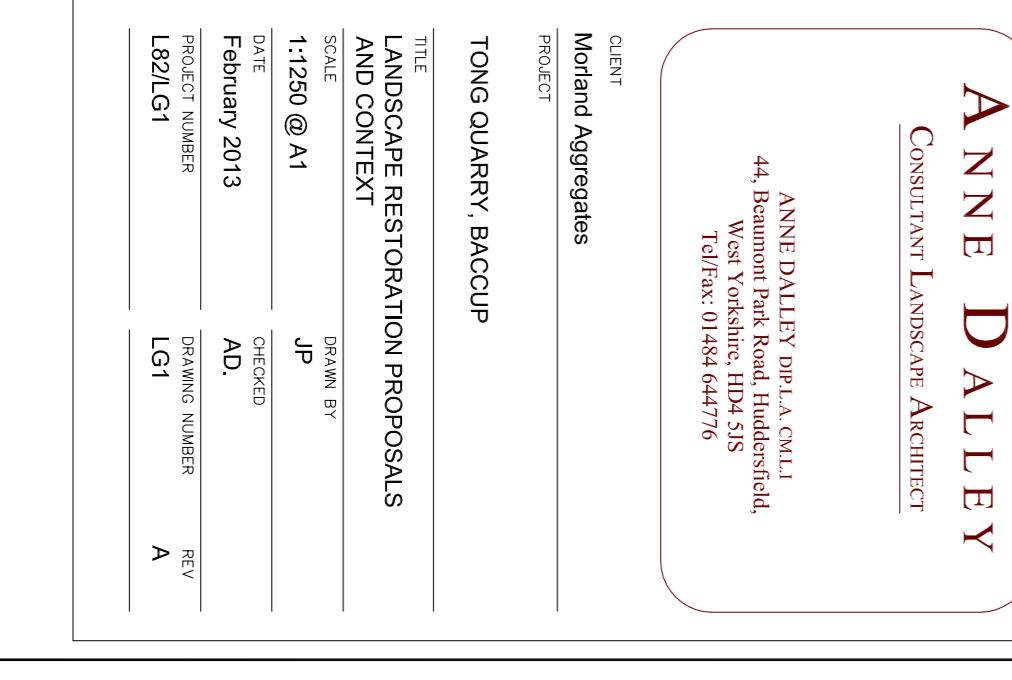 ANNE DALLEY
CONSULTANT LANDSCAPE ARCHITECT
ANNE DALLEY DIP.L.A. CM.L.I
44, Beaumont Park Road, Huddersfield,
West Yorkshire, HD4 5JS
Tel/Fax: 01484 644776
CLIENT
Morland Aggregates
PROJECT
TONG QUARRY, BACCUP
TITLE
LANDSCAPE RESTORATION PROPOSALS
AND CONTEXT
SCALE
1:1250 @ A1
DRAWN BY
JP
DATE
February 2013
CHECKED
AD.
PROJECT NUMBER
L82/LG1
DRAWING NUMBER
LG1
REV
A